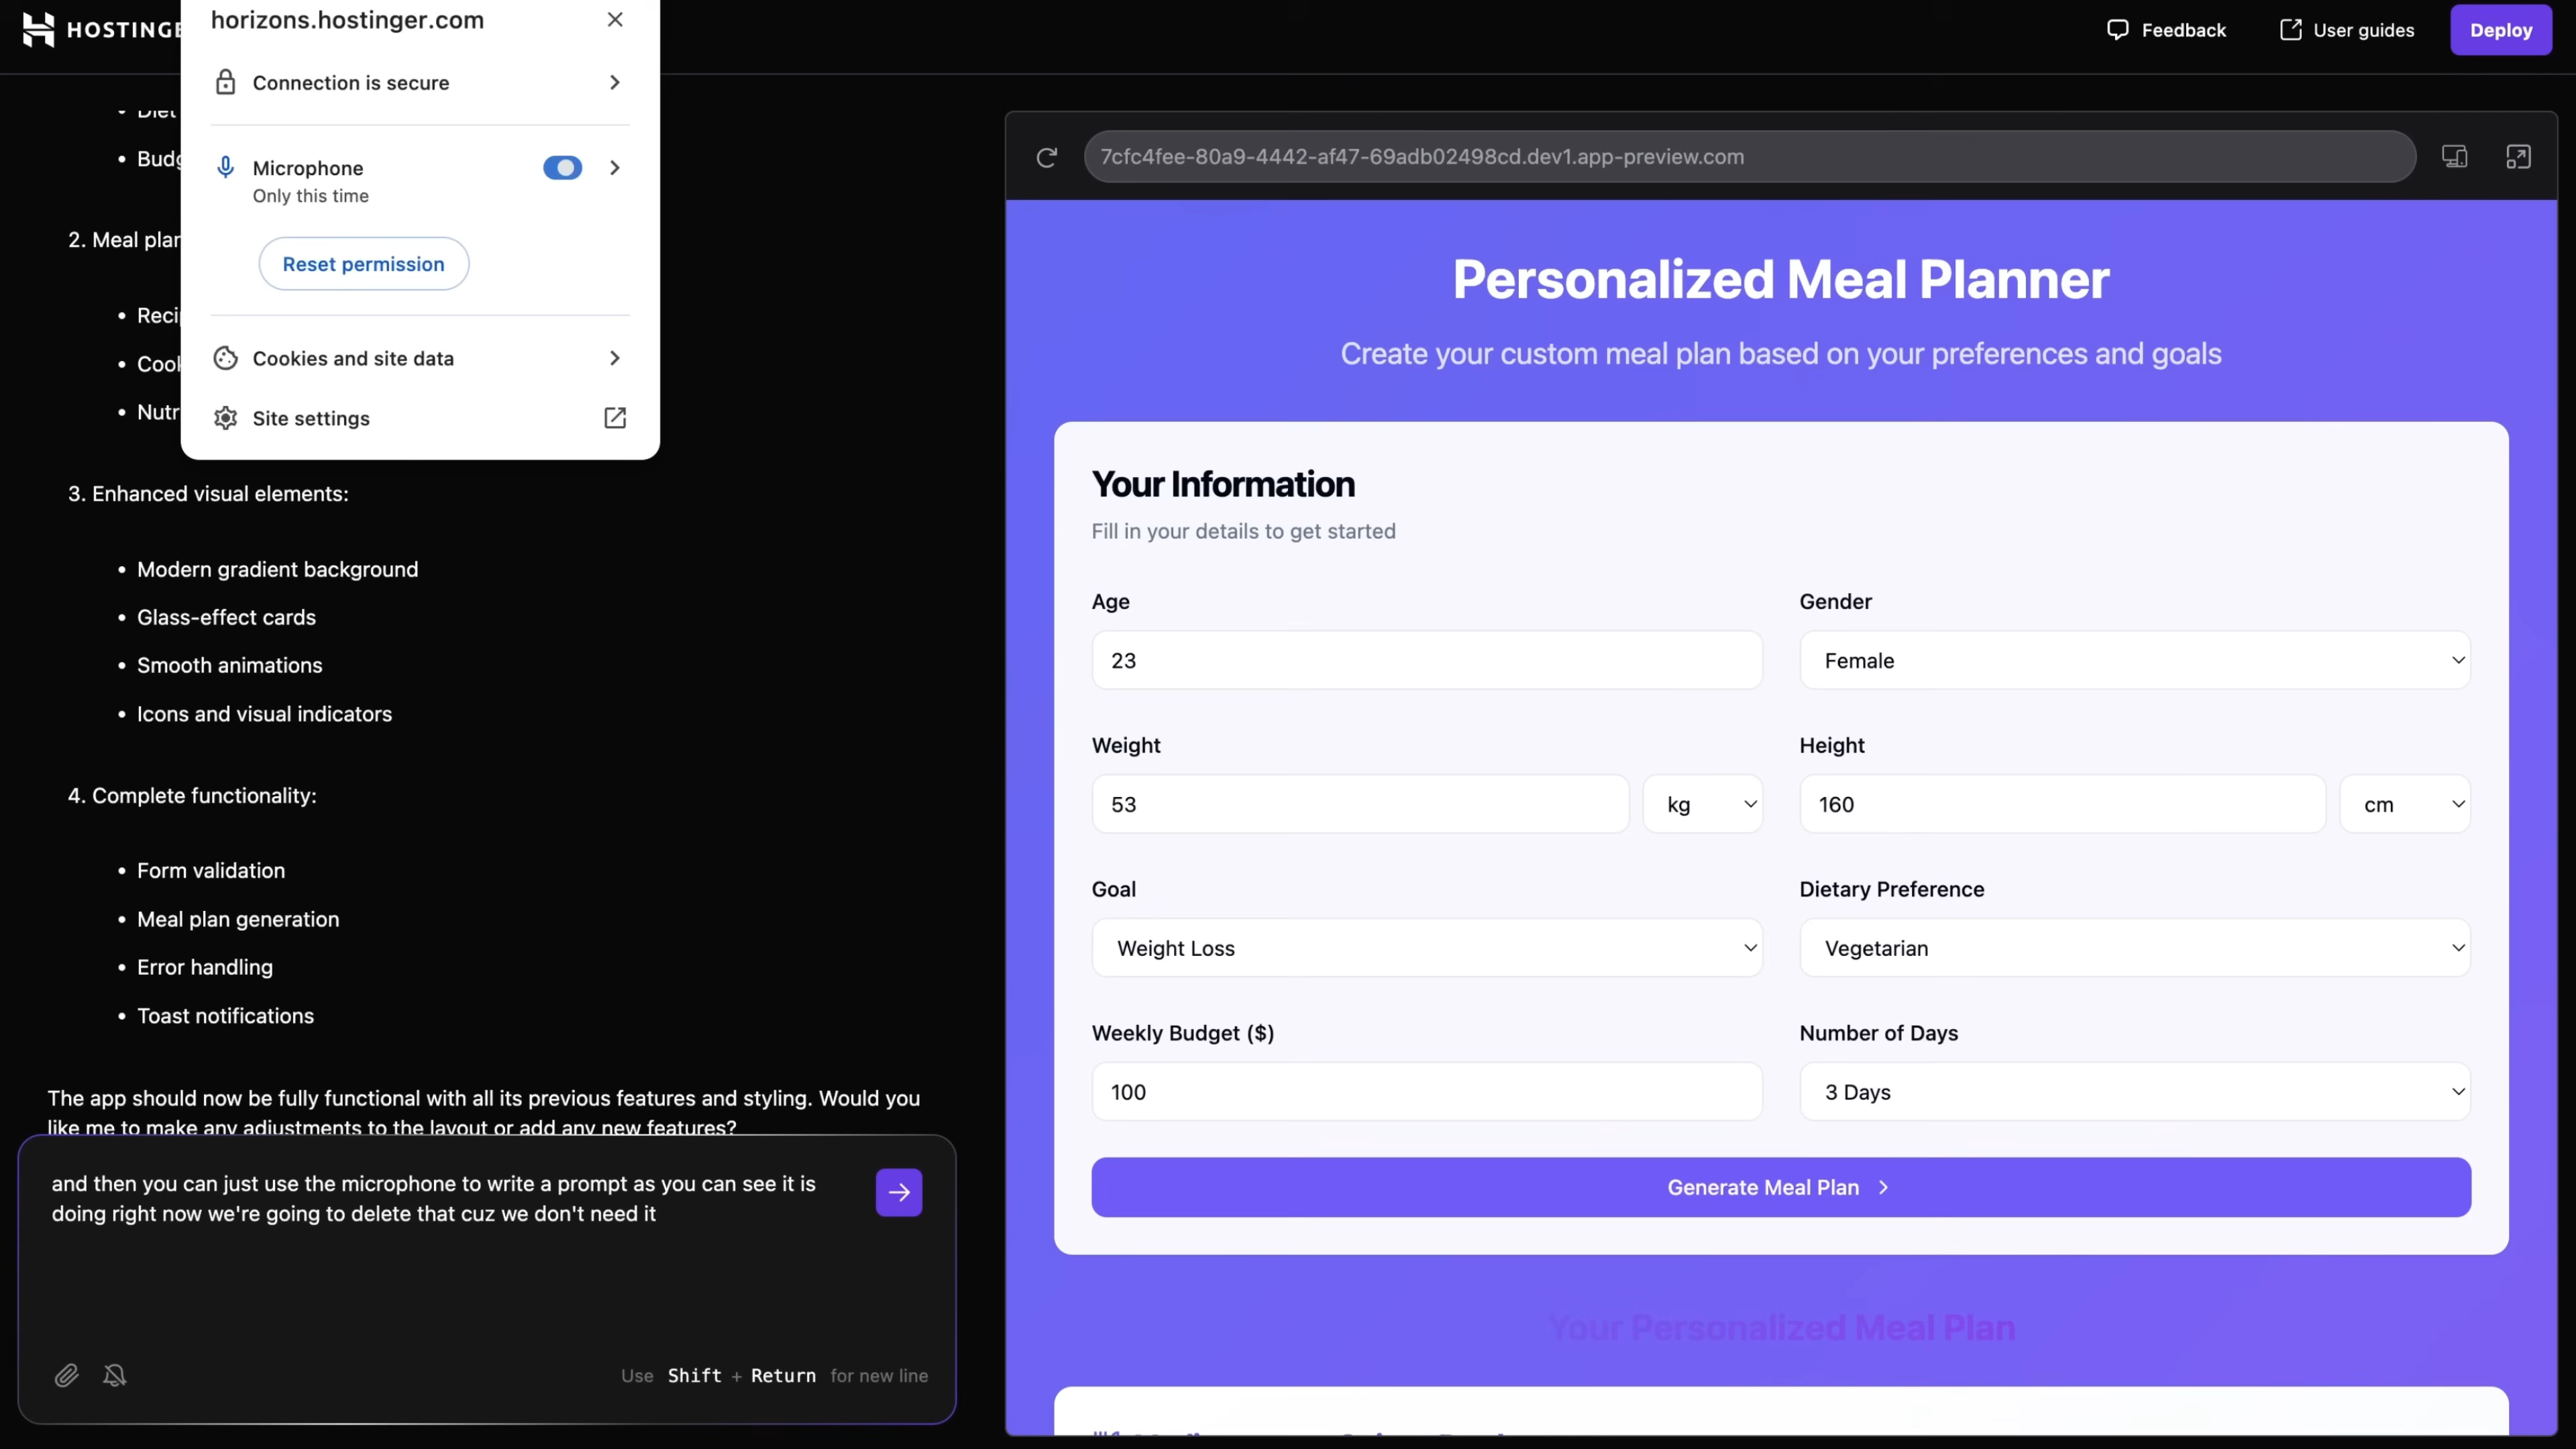 HOSTINGE
horizons.hostinger.com
Feedback
User guides
Deploy
Connection is secure
Microphone
Only this time
Reset permission
Cookies and site data
Site settings
• Diet
• Budg
2. Meal plan
• Reci
• Cook
• Nutr
3. Enhanced visual elements:
• Modern gradient background
• Glass-effect cards
• Smooth animations
• Icons and visual indicators
4. Complete functionality:
• Form validation
• Meal plan generation
• Error handling
• Toast notifications
The app should now be fully functional with all its previous features and styling. Would you
like me to make any adjustments to the layout or add any new features?
and then you can just use the microphone to write a prompt as you can see it is
doing right now we're going to delete that cuz we don't need it
Use Shift + Return for new line
7cfc4fee-80a9-4442-af47-69adb02498cd.dev1.app-preview.com
Personalized Meal Planner
Create your custom meal plan based on your preferences and goals
Your Information
Fill in your details to get started
Age
Gender
23
Female
Weight
Height
53
kg
160
cm
Goal
Dietary Preference
Weight Loss
Vegetarian
Weekly Budget ($)
Number of Days
100
3 Days
Generate Meal Plan
Your Personalized Meal Plan